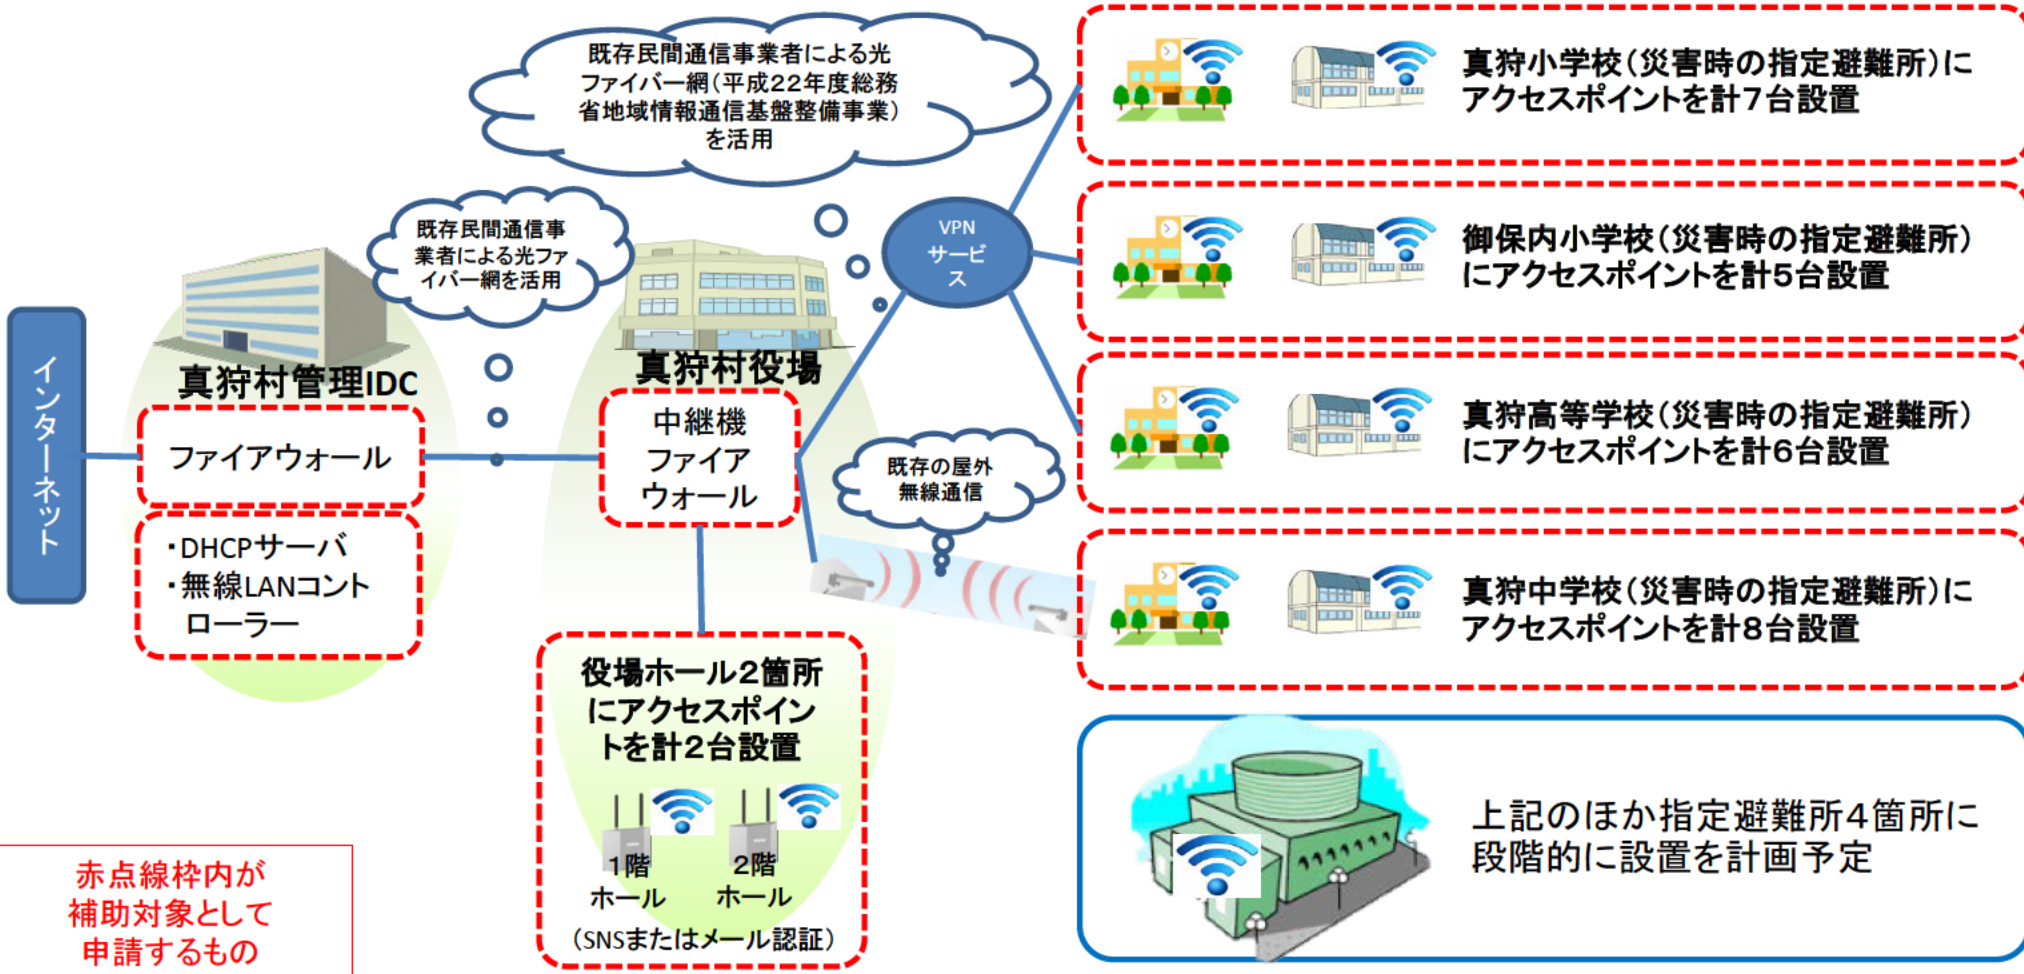 既存民間通信事業者による光
ファイバー網(平成22年度総務
省地域情報通信基盤整備事業)
を活用
既存民間通信事
業者による光ファ
イバー網を活用
インターネット
真狩村管理IDC
ファイアウォール
・DHCPサーバ
・無線LANコント
ローラー
真狩村役場
中継機
ファイア
ウォール
VPN
サービ
ス
既存の屋外
無線通信
役場ホール2箇所
にアクセスポイン
トを計2台設置
1階
ホール
2階
ホール
(SNSまたはメール認証)
真狩小学校(災害時の指定避難所)に
アクセスポイントを計7台設置
御保内小学校(災害時の指定避難所)
にアクセスポイントを計5台設置
真狩高等学校(災害時の指定避難所)
にアクセスポイントを計6台設置
真狩中学校(災害時の指定避難所)に
アクセスポイントを計8台設置
上記のほか指定避難所4箇所に
段階的に設置を計画予定
赤点線枠内が
補助対象として
申請するもの